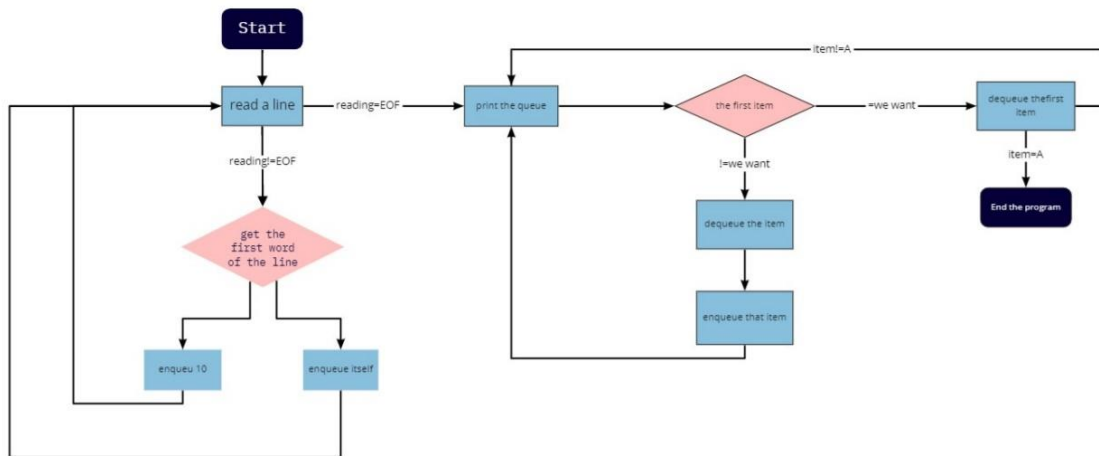 Start
item!=A
read a line
reading=EOF
print the queue
the first item
=we want
dequeue thefirst
item
reading!=EOF
!=we want
item=A
End the program
get the
first word
of the line
dequeue the item
enqueue that item
enqueu 10
enqueue itself